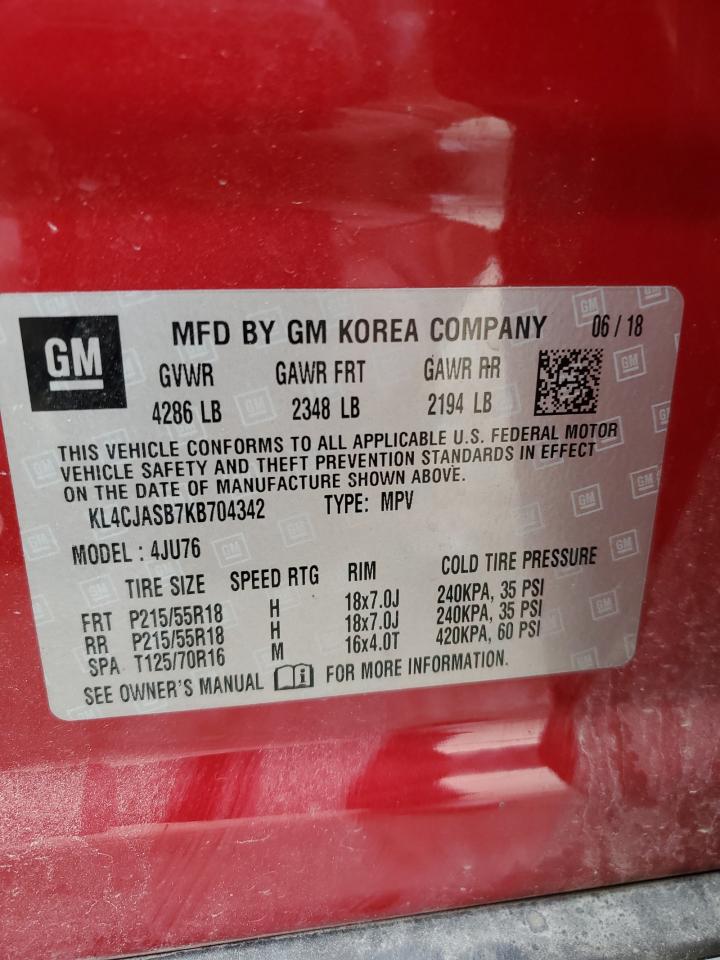 GM
MFD BY GM KOREA COMPANY 06 / 18
GVWR GAWR FRT GAWR RR
4286 LB 2348 LB 2194 LB
THIS VEHICLE CONFORMS TO ALL APPLICABLE U.S. FEDERAL MOTOR
VEHICLE SAFETY AND THEFT PREVENTION STANDARDS IN EFFECT
ON THE DATE OF MANUFACTURE SHOWN ABOVE.
KL4CJASB7KB704342 TYPE: MPV
MODEL : 4JU76
TIRE SIZE SPEED RTG RIM COLD TIRE PRESSURE
FRT P215/55R18 H 18x7.0J 240KPA, 35 PSI
RR P215/55R18 H 18x7.0J 240KPA, 35 PSI
SPA T125/70R16 M 16x4.0T 420KPA, 60 PSI
SEE OWNER'S MANUAL i FOR MORE INFORMATION.